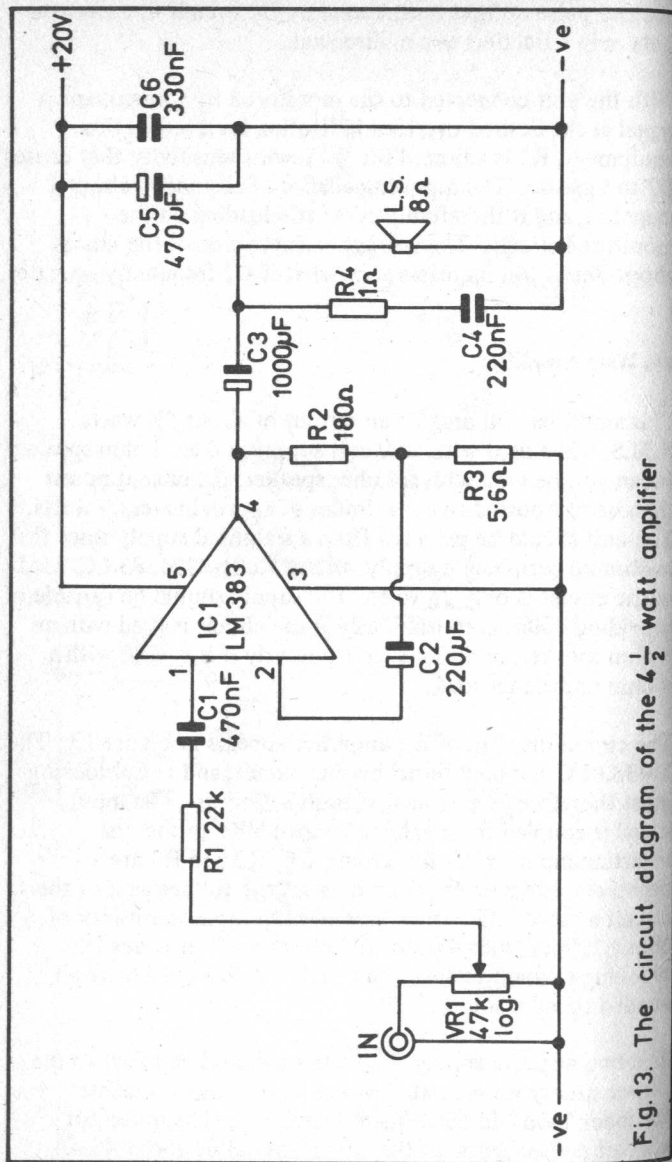 +20V
C5
470µF
C6
330nF
5
IC1
LM383
1
2
3
4
R1 22k
C1
470nF
C3
1000µF
R2
180Ω
R4
1Ω
L.S.
8Ω
IN
VR1
47k
log.
C2
220µF
R3
5·6Ω
C4
220nF
-ve
-ve
Fig.13. The circuit diagram of the 4½ watt amplifier